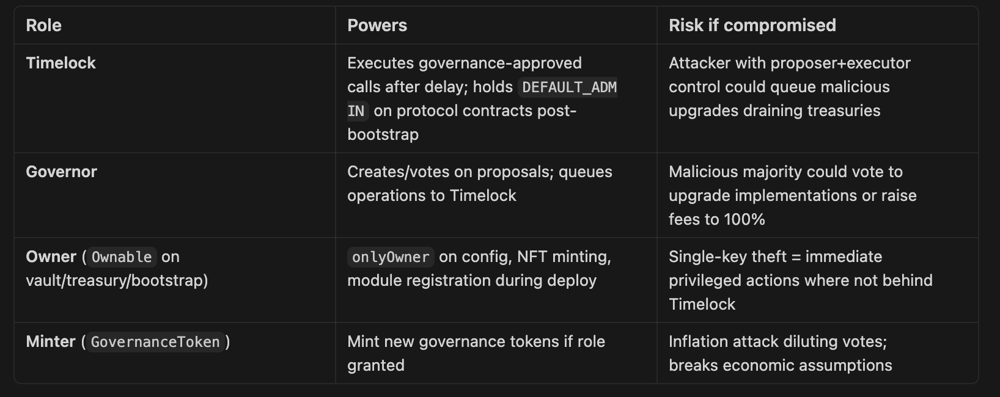 Role
Powers
Risk if compromised
Timelock
Executes governance-approved
calls after delay; holds DEFAULT_ADM
IN on protocol contracts post-
bootstrap
Attacker with proposer+executor
control could queue malicious
upgrades draining treasuries
Governor
Creates/votes on proposals; queues
operations to Timelock
Malicious majority could vote to
upgrade implementations or raise
fees to 100%
Owner (Ownable on
vault/treasury/bootstrap)
onlyOwner on config, NFT minting,
module registration during deploy
Single-key theft = immediate
privileged actions where not behind
Timelock
Minter (GovernanceToken)
Mint new governance tokens if role
granted
Inflation attack diluting votes;
breaks economic assumptions